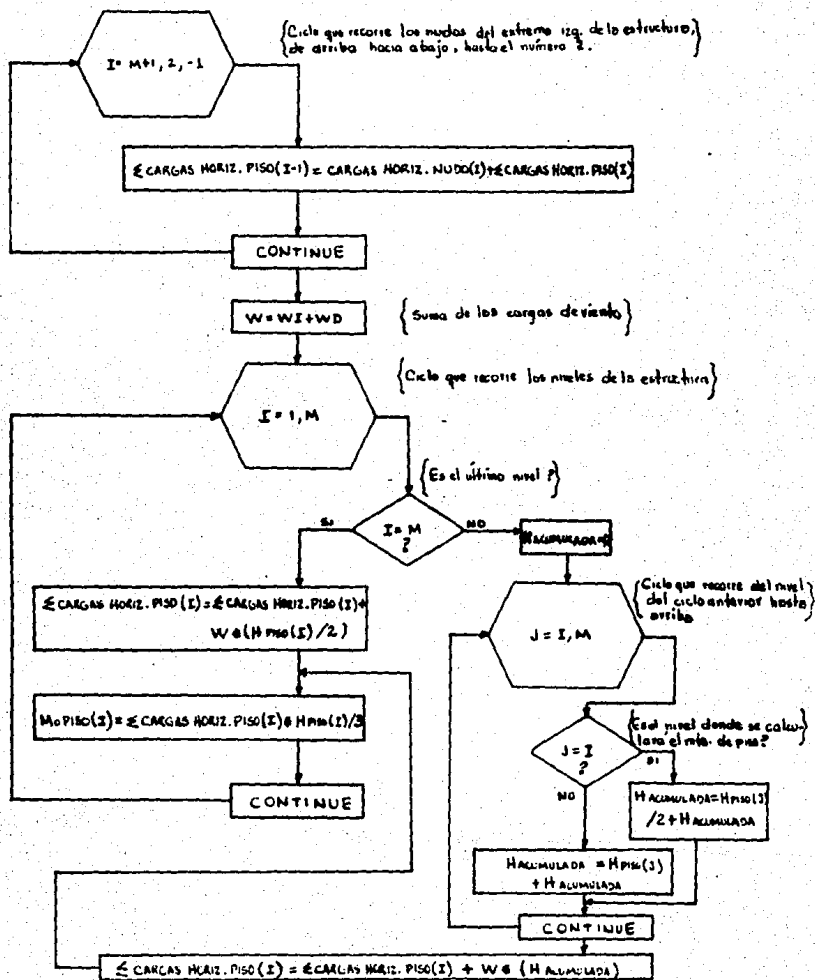 {Ciclo que recorre los nudos del extremo izq. de la estructura,
de arriba hacia abajo, hasta el número 2.}
I= M+1, 2, -1
Σ CARGAS HORIZ. PISO(I-1) = CARGAS HORIZ. NUDO(I)+ΣCARGAS HORIZ. PISO(I)
CONTINUE
W=WI+WD
{Suma de las cargas de viento}
{Ciclo que recorre los niveles de la estructura}
I = 1, M
{Es el último nivel ?}
I= M
?
SI
NO
H ACUMULADA=
Σ CARGAS HORIZ. PISO (I) = Σ CARGAS HORIZ. PISO(I)+
W * (H PISO(I)/2)
{Ciclo que recorre del nivel
del ciclo anterior hasta
arriba}
J = I, M
Mo PISO(I) = Σ CARGAS HORIZ. PISO(I) * H PISO(I)/3
{Es el nivel donde se calcu
lara el mto. de piso?}
J = I
?
SI
NO
CONTINUE
H ACUMULADA=H PISO(J)
/2 + H ACUMULADA
H ACUMULADA = H PISO(J)
+ H ACUMULADA
CONTINUE
Σ CARGAS HORIZ. PISO (I) = Σ CARGAS HORIZ. PISO(I) + W * (H ACUMULADA)